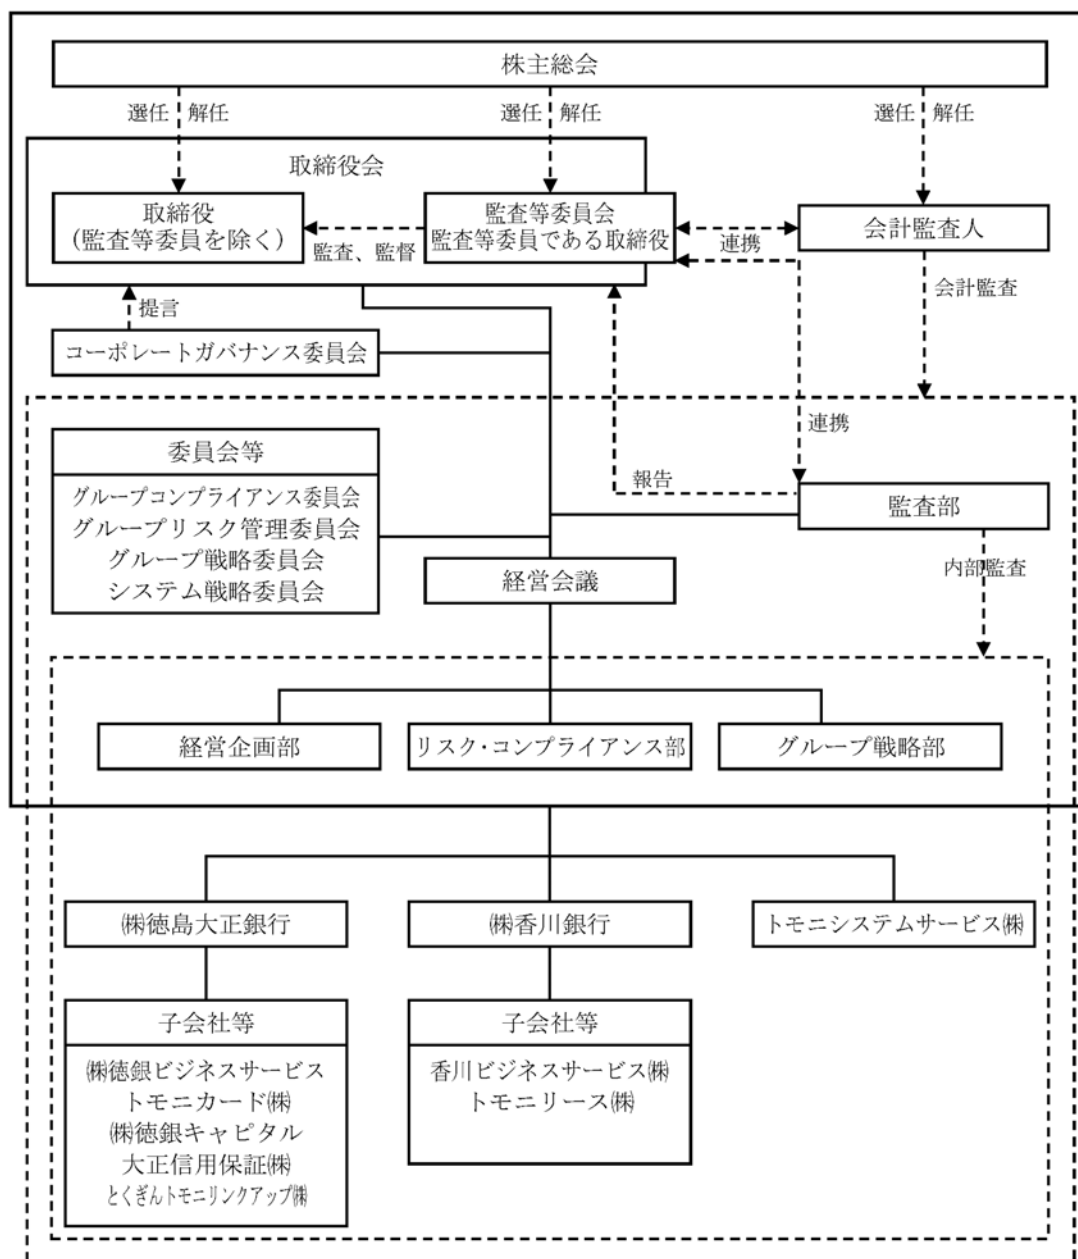 株主総会
選任 解任
選任 解任
選任 解任
取締役会
取締役
(監査等委員を除く)
監査、監督
監査等委員会
監査等委員である取締役
連携
会計監査人
会計監査
提言
コーポレートガバナンス委員会
委員会等
グループコンプライアンス委員会
グループリスク管理委員会
グループ戦略委員会
システム戦略委員会
連携
報告
監査部
内部監査
経営会議
経営企画部
リスク・コンプライアンス部
グループ戦略部
㈱徳島大正銀行
㈱香川銀行
トモニシステムサービス㈱
子会社等
㈱徳銀ビジネスサービス
トモニカード㈱
㈱徳銀キャピタル
大正信用保証㈱
とくぎんトモニリンクアップ㈱
子会社等
香川ビジネスサービス㈱
トモニリース㈱